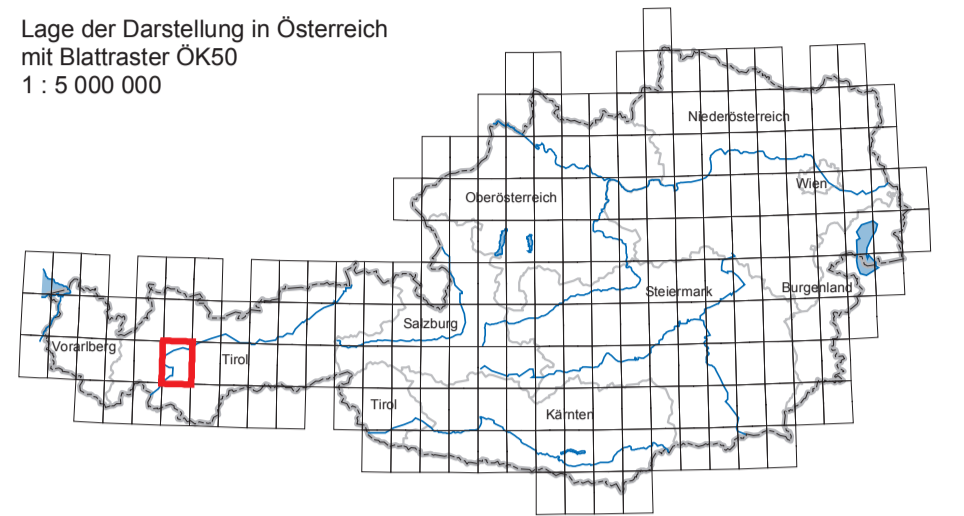 Lage der Darstellung in Österreich
mit Blattraster ÖK50
1 : 5 000 000
Niederösterreich
Wien
Oberösterreich
Burgenland
Steiermark
Salzburg
Vorarlberg
Tirol
Tirol
Kärnten